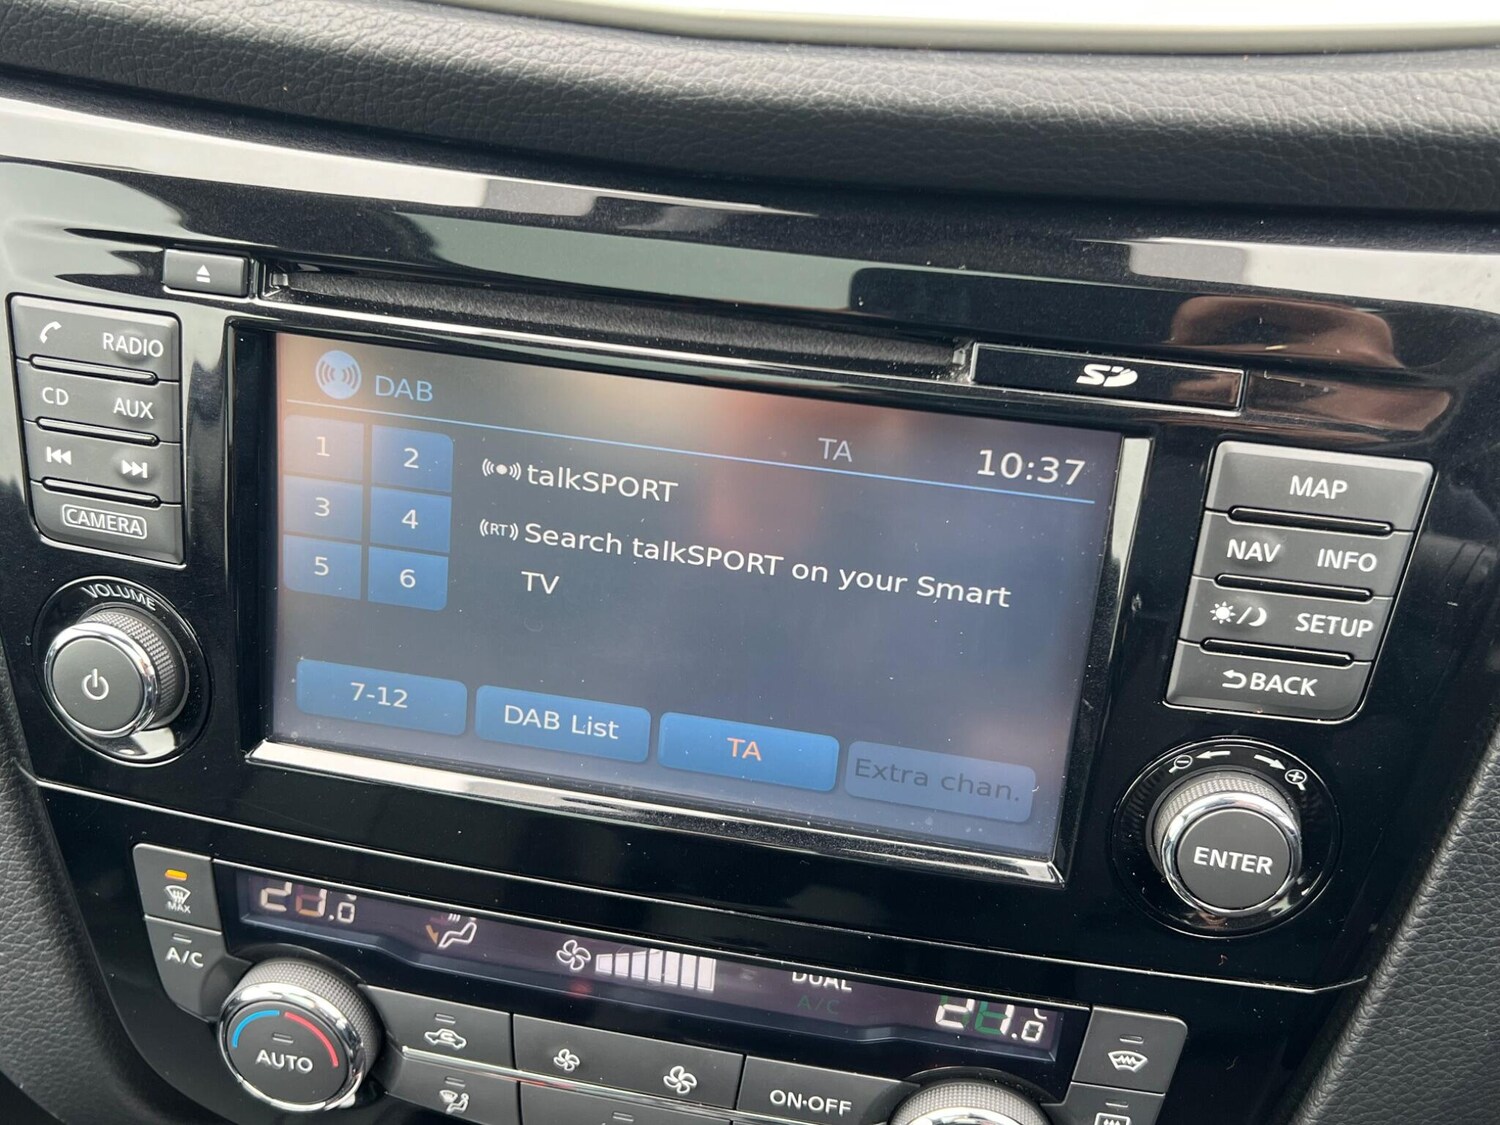 RADIO
CD AUX
CAMERA
VOLUME
DAB
TA 10:37
1 2
3 4
5 6
talkSPORT
(RT) Search talkSPORT on your Smart
TV
7-12 DAB List TA Extra chan.
SD
MAP
NAV INFO
SETUP
BACK
ENTER
MAX
A/C
AUTO
DUAL
A/C
ON·OFF